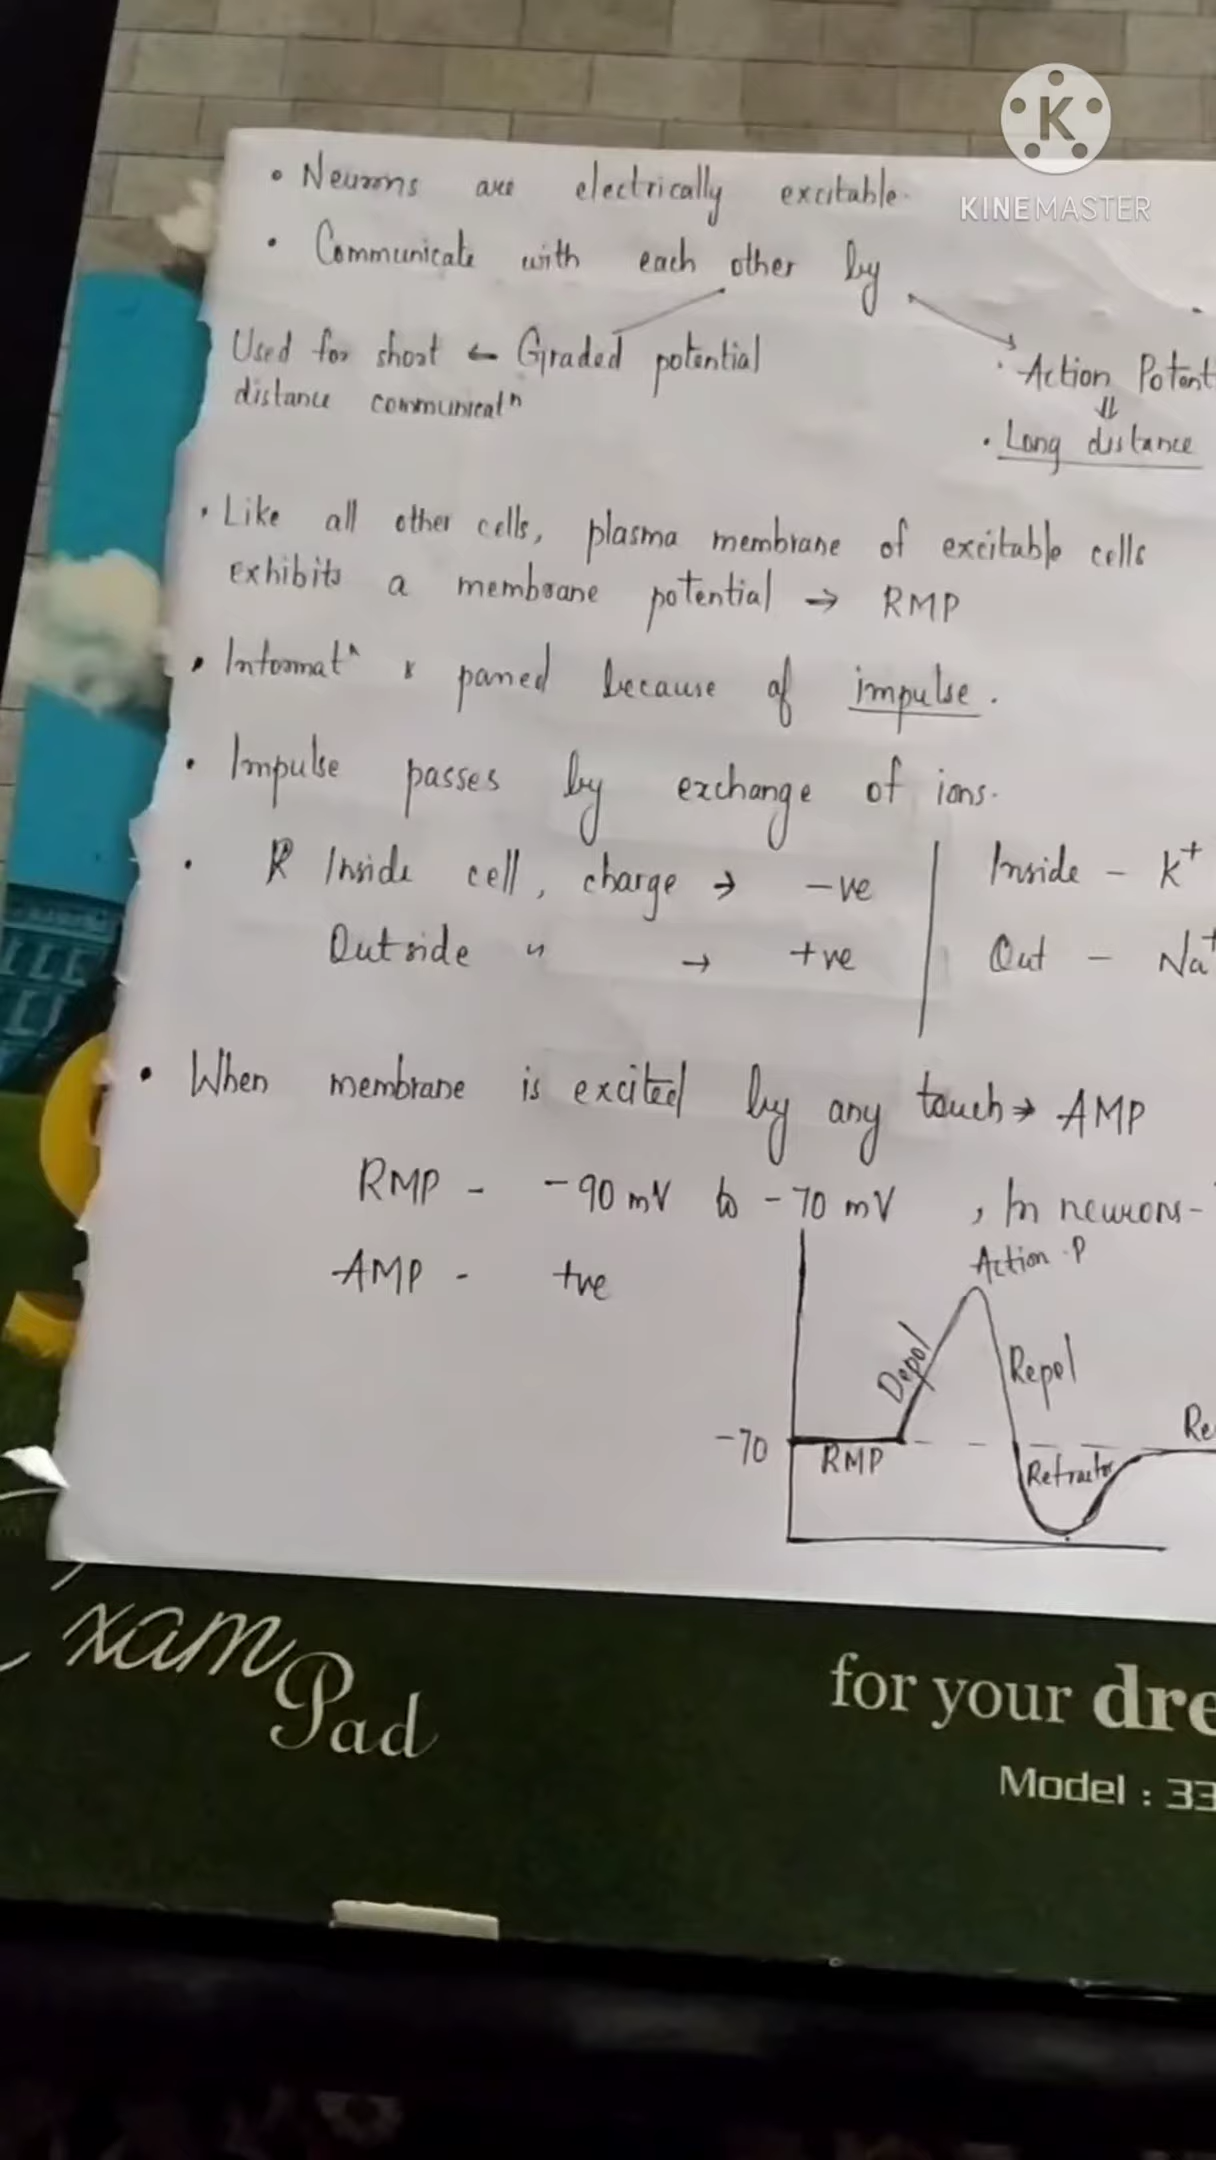 K
KINEMASTER
• Neurons are electrically excitable.
• Communicate with each other by
Used for short ← Graded potential
distance communicatⁿ
• Action Potent
⇓
• Long distance
• Like all other cells, plasma membrane of excitable cells
exhibits a membrane potential → RMP
• Informatⁿ is passed because of impulse.
• Impulse passes by exchange of ions.
• Inside cell, charge → -ve
Outside " → +ve
Inside - K⁺
Out - Na⁺
• When membrane is excited by any touch → AMP
RMP - -90 mV to -70 mV , In neurons -
AMP - +ve
Action . P
Depol
Repol
-70
RMP
Re
Exam
Pad
for your dre
Model : 33